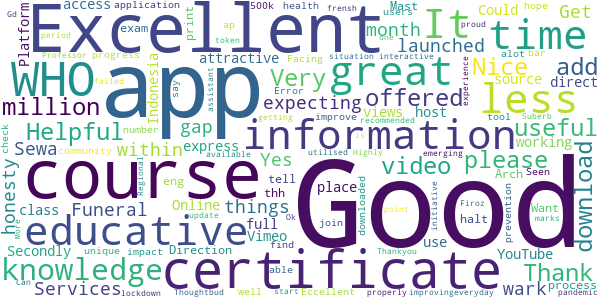 Platform access application 500k health frensh Mast Could Get hope
Gd exam print ap users proud
Excellent It time
period Professor progress token month launched one
WHO app attractive situation interactive Nice add
Indonesia say assistant Facing Very expecting great offered source bar direct
million failed Error experience less
Helpful gap improve views host tool Suberb
check number express getting recommended is useful
Sewa community within available Yes utilised Highly emerging working
honesty course information video please
eng tell place Arch Seen download
class Regional Online thh downloaded Good
Funeral things full join halt initiative Firoz Want
educative update Vimeo use prevention marks
Secondly unique impact Direction find point YouTube
More knowledge certificate Thank
Can Services Ok able Thankyou wark process
lockdown Thoughtbud well start Eccellent properly improvingeveryday alot pandemic